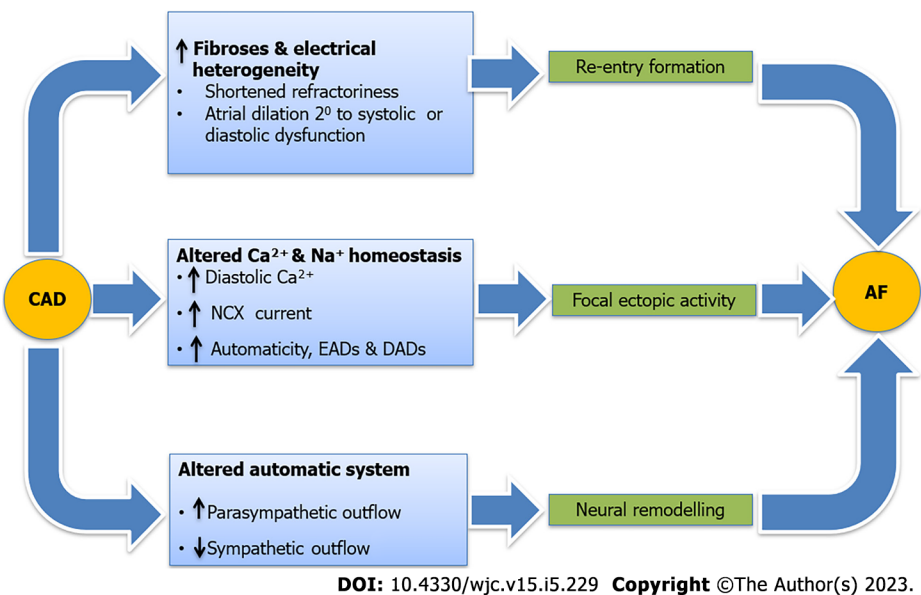 ↑ Fibroses & electrical
heterogeneity
• Shortened refractoriness
• Atrial dilation 2⁰ to systolic or
diastolic dysfunction
Re-entry formation
CAD
Altered Ca²⁺ & Na⁺ homeostasis
• ↑ Diastolic Ca²⁺
• ↑ NCX current
• ↑ Automaticity, EADs & DADs
Focal ectopic activity
AF
Altered automatic system
• ↑ Parasympathetic outflow
• ↓ Sympathetic outflow
Neural remodelling
DOI: 10.4330/wjc.v15.i5.229 Copyright ©The Author(s) 2023.